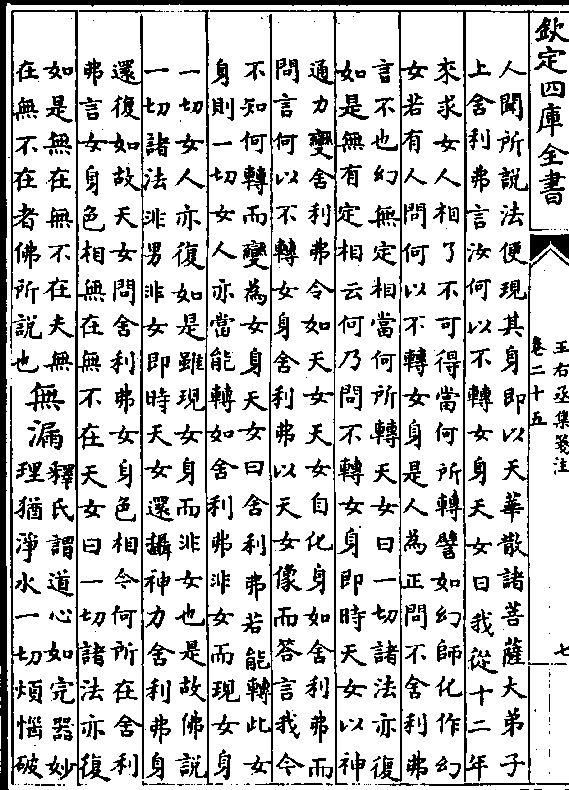 欽定四庫全書
王右丞集箋注
卷二十五
七
人聞所說法便現其身即以天華散諸菩薩大弟子
上舍利弗言汝何以不轉女身天女曰我從十二年
來求女人相了不可得當何所轉譬如幻師化作幻
女若有人問何以不轉女身是人為正問不舍利弗
言不也幻無定相當何所轉天女曰一切諸法亦復
如是無有定相云何乃問不轉女身即時天女以神
通力變舍利弗令如天女天女自化身如舍利弗而
問言何以不轉女身舍利弗以天女像而答言我今
不知何轉而變為女身天女曰舍利弗若能轉此女
身則一切女人亦當能轉如舍利弗非女而現女身
一切女人亦復如是雖現女身而非女也是故佛說
一切諸法非男非女即時天女還攝神力舍利弗身
還復如故天女問舍利弗女身色相今何所在舍利
弗言女身色相無在無不在天女曰一切諸法亦復
如是無在無不在夫無
在無不在者佛所說也
無漏
釋氏謂道心如完器妙
理猶淨水一切煩惱破